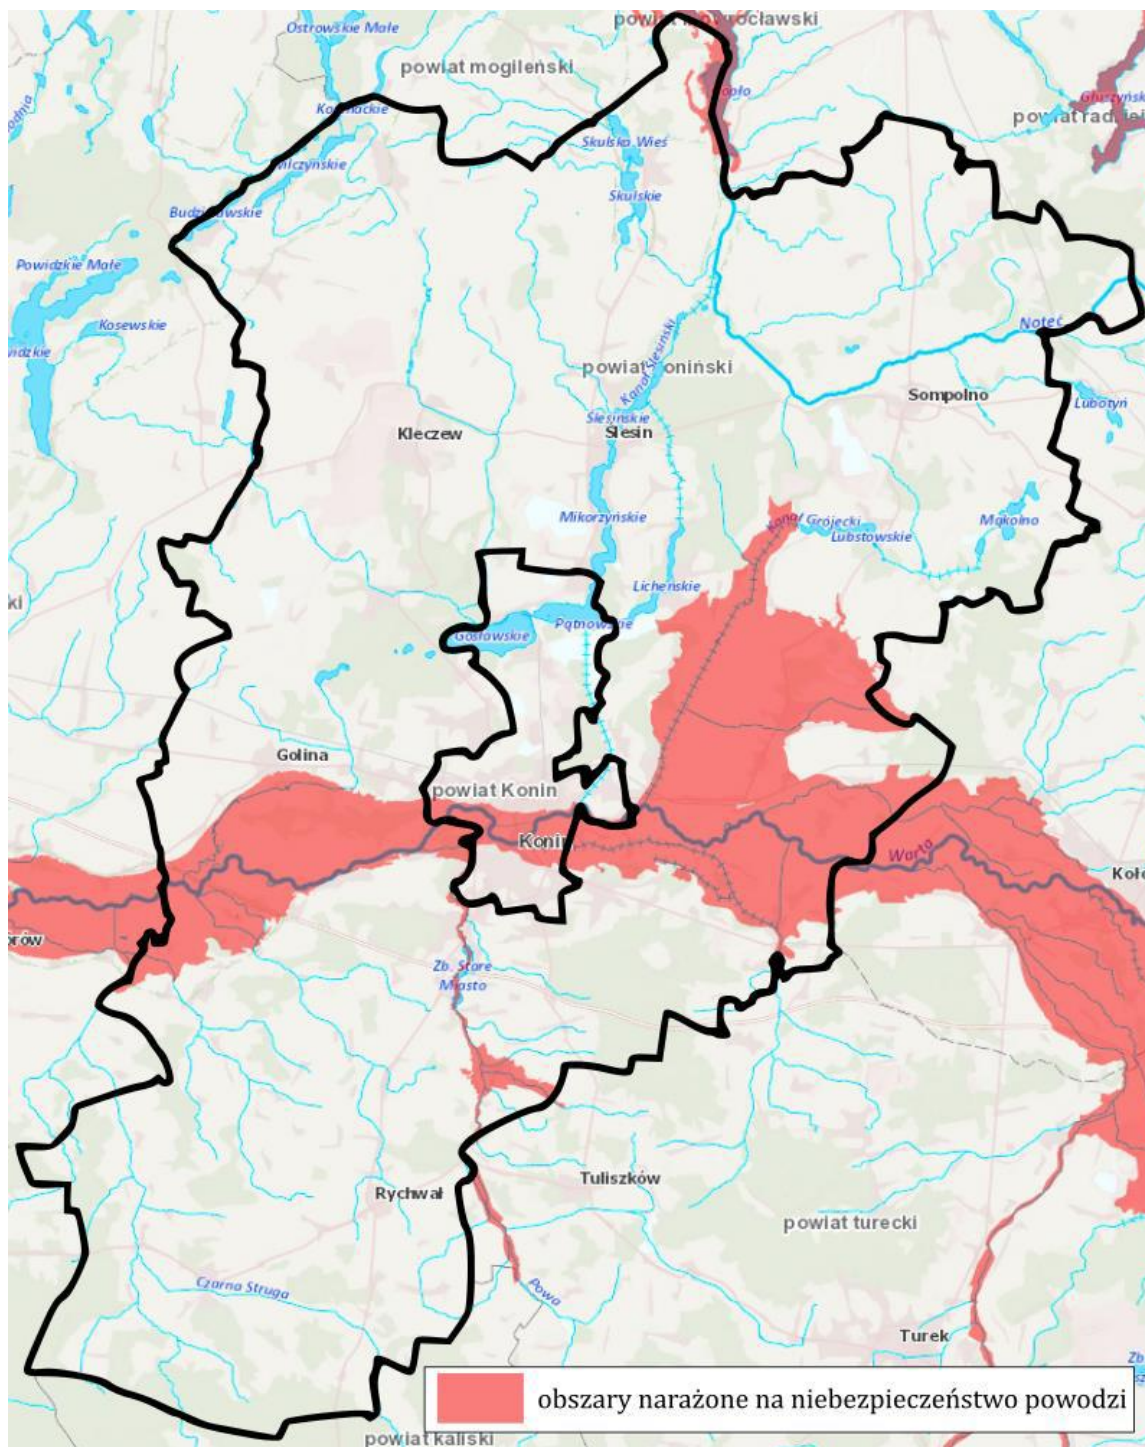 Ostrowskie Małe
powiat mogileński
Skulska Wieś
Skulskie
Powidzkie Małe
Kosewskie
Noteć
powiat koniński
Kanał Ślesiński
Sompolno
Lubotyń
Ślesińskie
Ślesin
Kleczew
Mikorzyńskie
Kanał Grójecki
Lubstowskie
Mąkolno
Licheńskie
Pątnowskie
Gosławskie
Golina
powiat Konin
Konin
Warta
Zb. Stare
Miasto
Tuliszków
Rychwał
powiat turecki
Czarna Struga
Powa
Turek
Zb.
obszary narażone na niebezpieczeństwo powodzi
powiat kaliski